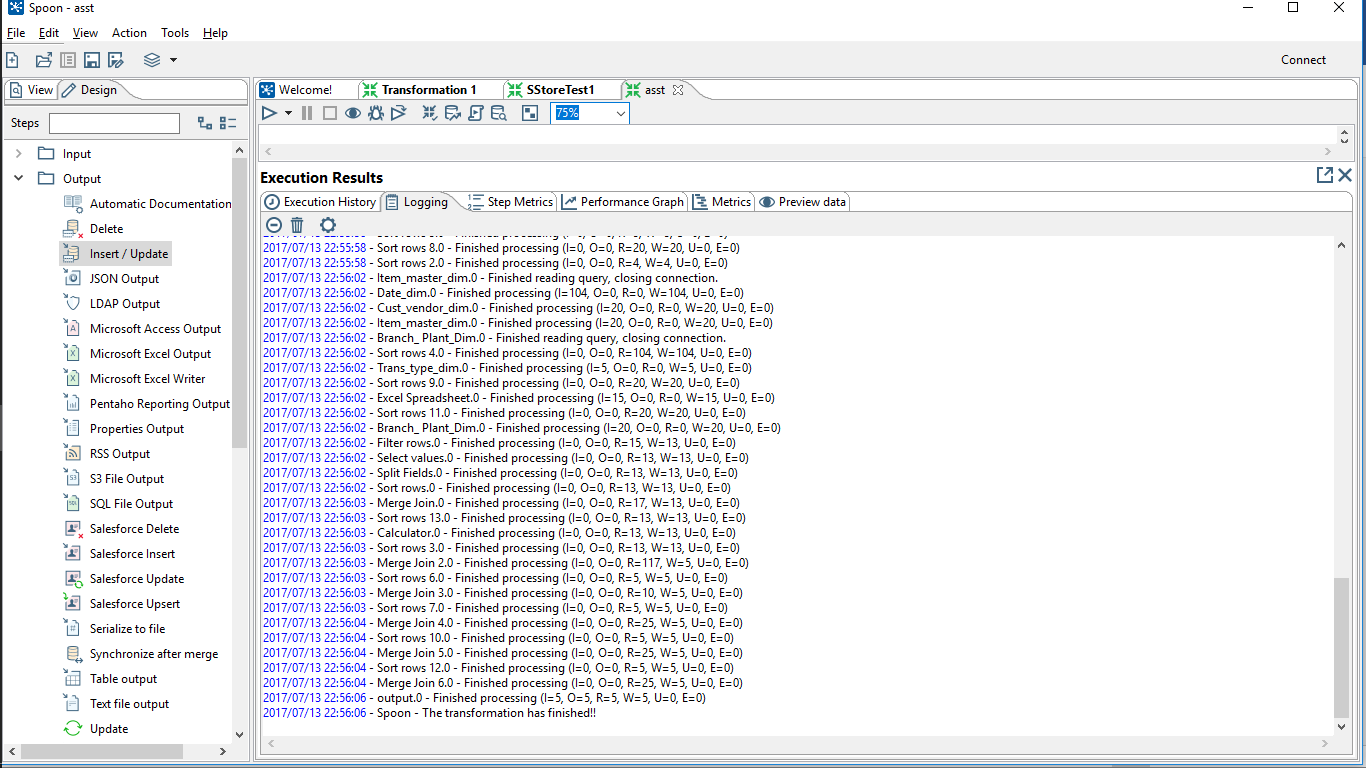 Spoon - asst
File Edit View Action Tools Help
Connect
View Design
Welcome! Transformation 1 SStoreTest1 asst
Steps
75%
Input
Output
Automatic Documentation
Delete
Insert / Update
JSON Output
LDAP Output
Microsoft Access Output
Microsoft Excel Output
Microsoft Excel Writer
Pentaho Reporting Output
Properties Output
RSS Output
S3 File Output
SQL File Output
Salesforce Delete
Salesforce Insert
Salesforce Update
Salesforce Upsert
Serialize to file
Synchronize after merge
Table output
Text file output
Update
Execution Results
Execution History Logging Step Metrics Performance Graph Metrics Preview data
2017/07/13 22:55:58 - Sort rows 8.0 - Finished processing (I=0, O=0, R=20, W=20, U=0, E=0)
2017/07/13 22:55:58 - Sort rows 2.0 - Finished processing (I=0, O=0, R=4, W=4, U=0, E=0)
2017/07/13 22:56:02 - Item_master_dim.0 - Finished reading query, closing connection.
2017/07/13 22:56:02 - Date_dim.0 - Finished processing (I=104, O=0, R=0, W=104, U=0, E=0)
2017/07/13 22:56:02 - Cust_vendor_dim.0 - Finished processing (I=20, O=0, R=0, W=20, U=0, E=0)
2017/07/13 22:56:02 - Item_master_dim.0 - Finished processing (I=20, O=0, R=0, W=20, U=0, E=0)
2017/07/13 22:56:02 - Branch_ Plant_Dim.0 - Finished reading query, closing connection.
2017/07/13 22:56:02 - Sort rows 4.0 - Finished processing (I=0, O=0, R=104, W=104, U=0, E=0)
2017/07/13 22:56:02 - Trans_type_dim.0 - Finished processing (I=5, O=0, R=0, W=5, U=0, E=0)
2017/07/13 22:56:02 - Sort rows 9.0 - Finished processing (I=0, O=0, R=20, W=20, U=0, E=0)
2017/07/13 22:56:02 - Excel Spreadsheet.0 - Finished processing (I=15, O=0, R=0, W=15, U=0, E=0)
2017/07/13 22:56:02 - Sort rows 11.0 - Finished processing (I=0, O=0, R=20, W=20, U=0, E=0)
2017/07/13 22:56:02 - Branch_ Plant_Dim.0 - Finished processing (I=20, O=0, R=0, W=20, U=0, E=0)
2017/07/13 22:56:02 - Filter rows.0 - Finished processing (I=0, O=0, R=15, W=13, U=0, E=0)
2017/07/13 22:56:02 - Select values.0 - Finished processing (I=0, O=0, R=13, W=13, U=0, E=0)
2017/07/13 22:56:02 - Split Fields.0 - Finished processing (I=0, O=0, R=13, W=13, U=0, E=0)
2017/07/13 22:56:02 - Sort rows.0 - Finished processing (I=0, O=0, R=13, W=13, U=0, E=0)
2017/07/13 22:56:03 - Merge Join.0 - Finished processing (I=0, O=0, R=17, W=13, U=0, E=0)
2017/07/13 22:56:03 - Sort rows 13.0 - Finished processing (I=0, O=0, R=13, W=13, U=0, E=0)
2017/07/13 22:56:03 - Calculator.0 - Finished processing (I=0, O=0, R=13, W=13, U=0, E=0)
2017/07/13 22:56:03 - Sort rows 3.0 - Finished processing (I=0, O=0, R=13, W=13, U=0, E=0)
2017/07/13 22:56:03 - Merge Join 2.0 - Finished processing (I=0, O=0, R=117, W=5, U=0, E=0)
2017/07/13 22:56:03 - Sort rows 6.0 - Finished processing (I=0, O=0, R=5, W=5, U=0, E=0)
2017/07/13 22:56:03 - Merge Join 3.0 - Finished processing (I=0, O=0, R=10, W=5, U=0, E=0)
2017/07/13 22:56:03 - Sort rows 7.0 - Finished processing (I=0, O=0, R=5, W=5, U=0, E=0)
2017/07/13 22:56:04 - Merge Join 4.0 - Finished processing (I=0, O=0, R=25, W=5, U=0, E=0)
2017/07/13 22:56:04 - Sort rows 10.0 - Finished processing (I=0, O=0, R=5, W=5, U=0, E=0)
2017/07/13 22:56:04 - Merge Join 5.0 - Finished processing (I=0, O=0, R=25, W=5, U=0, E=0)
2017/07/13 22:56:04 - Sort rows 12.0 - Finished processing (I=0, O=0, R=5, W=5, U=0, E=0)
2017/07/13 22:56:04 - Merge Join 6.0 - Finished processing (I=0, O=0, R=25, W=5, U=0, E=0)
2017/07/13 22:56:06 - output.0 - Finished processing (I=5, O=5, R=5, W=5, U=0, E=0)
2017/07/13 22:56:06 - Spoon - The transformation has finished!!